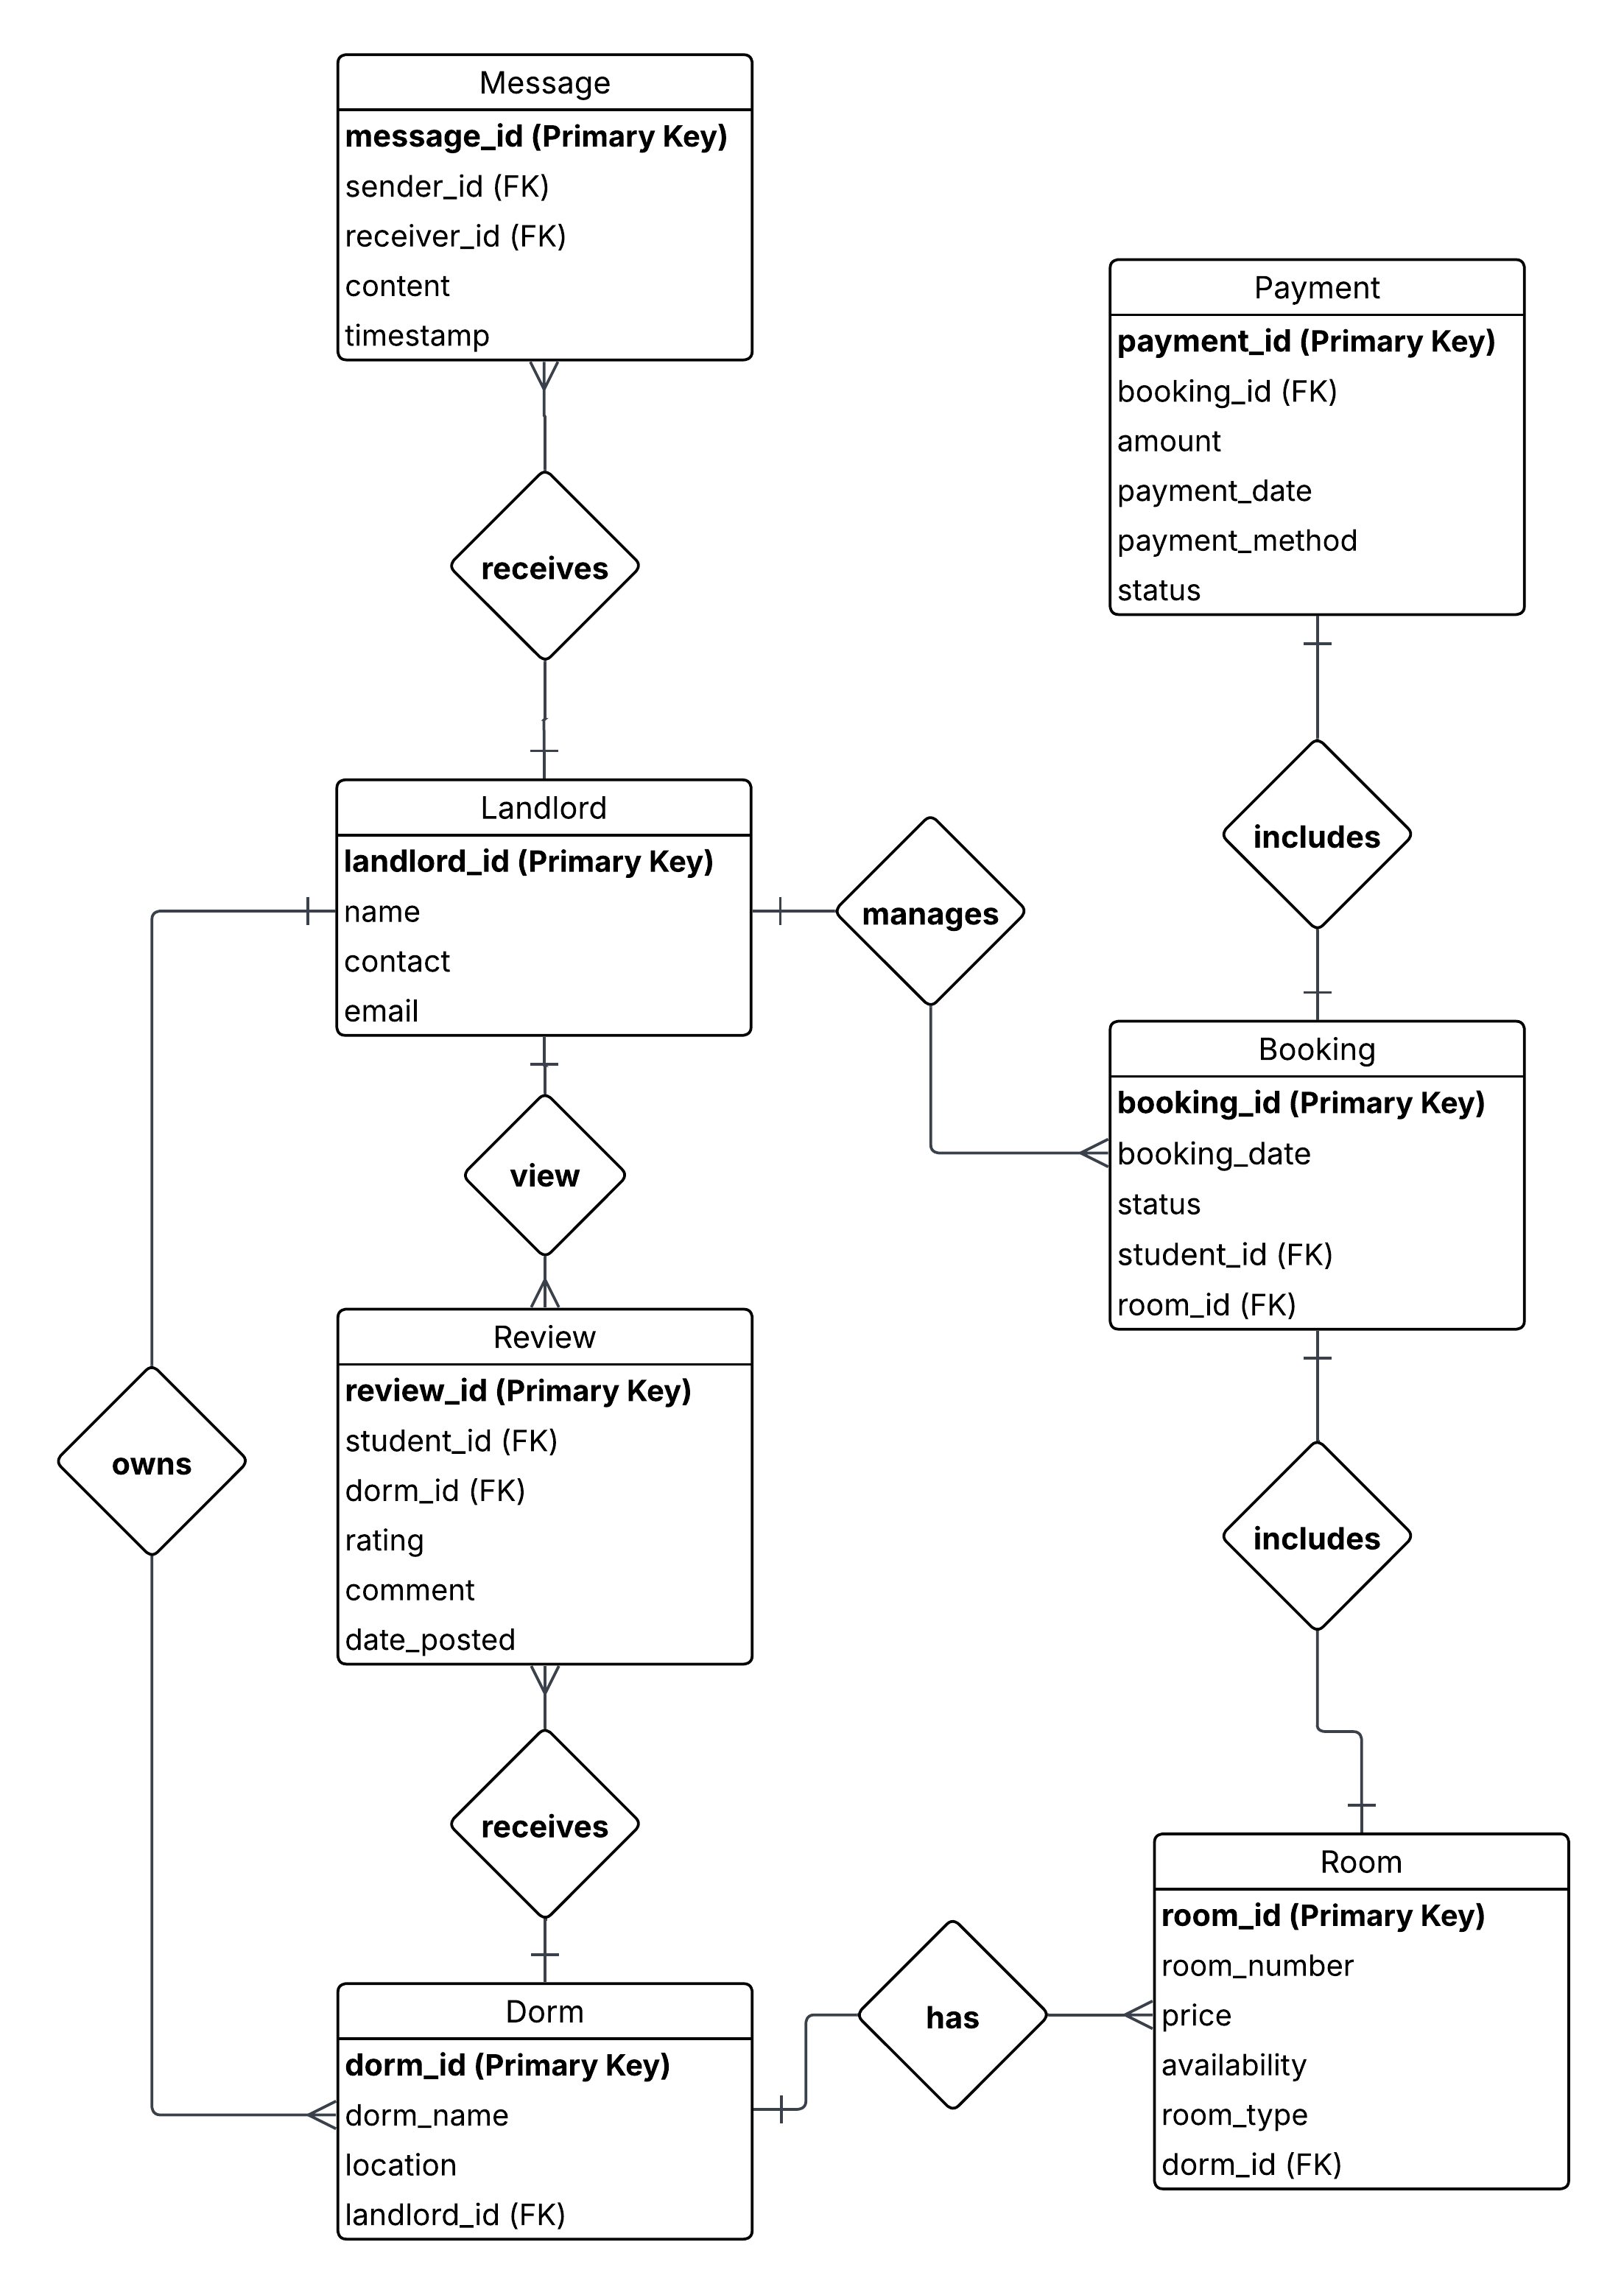 Message
message_id (Primary Key)
sender_id (FK)
receiver_id (FK)
content
timestamp
Payment
payment_id (Primary Key)
booking_id (FK)
amount
payment_date
payment_method
status
receives
includes
Landlord
landlord_id (Primary Key)
name
contact
email
manages
Booking
booking_id (Primary Key)
booking_date
status
student_id (FK)
room_id (FK)
view
Review
review_id (Primary Key)
student_id (FK)
dorm_id (FK)
rating
comment
date_posted
owns
includes
receives
Dorm
dorm_id (Primary Key)
dorm_name
location
landlord_id (FK)
has
Room
room_id (Primary Key)
room_number
price
availability
room_type
dorm_id (FK)